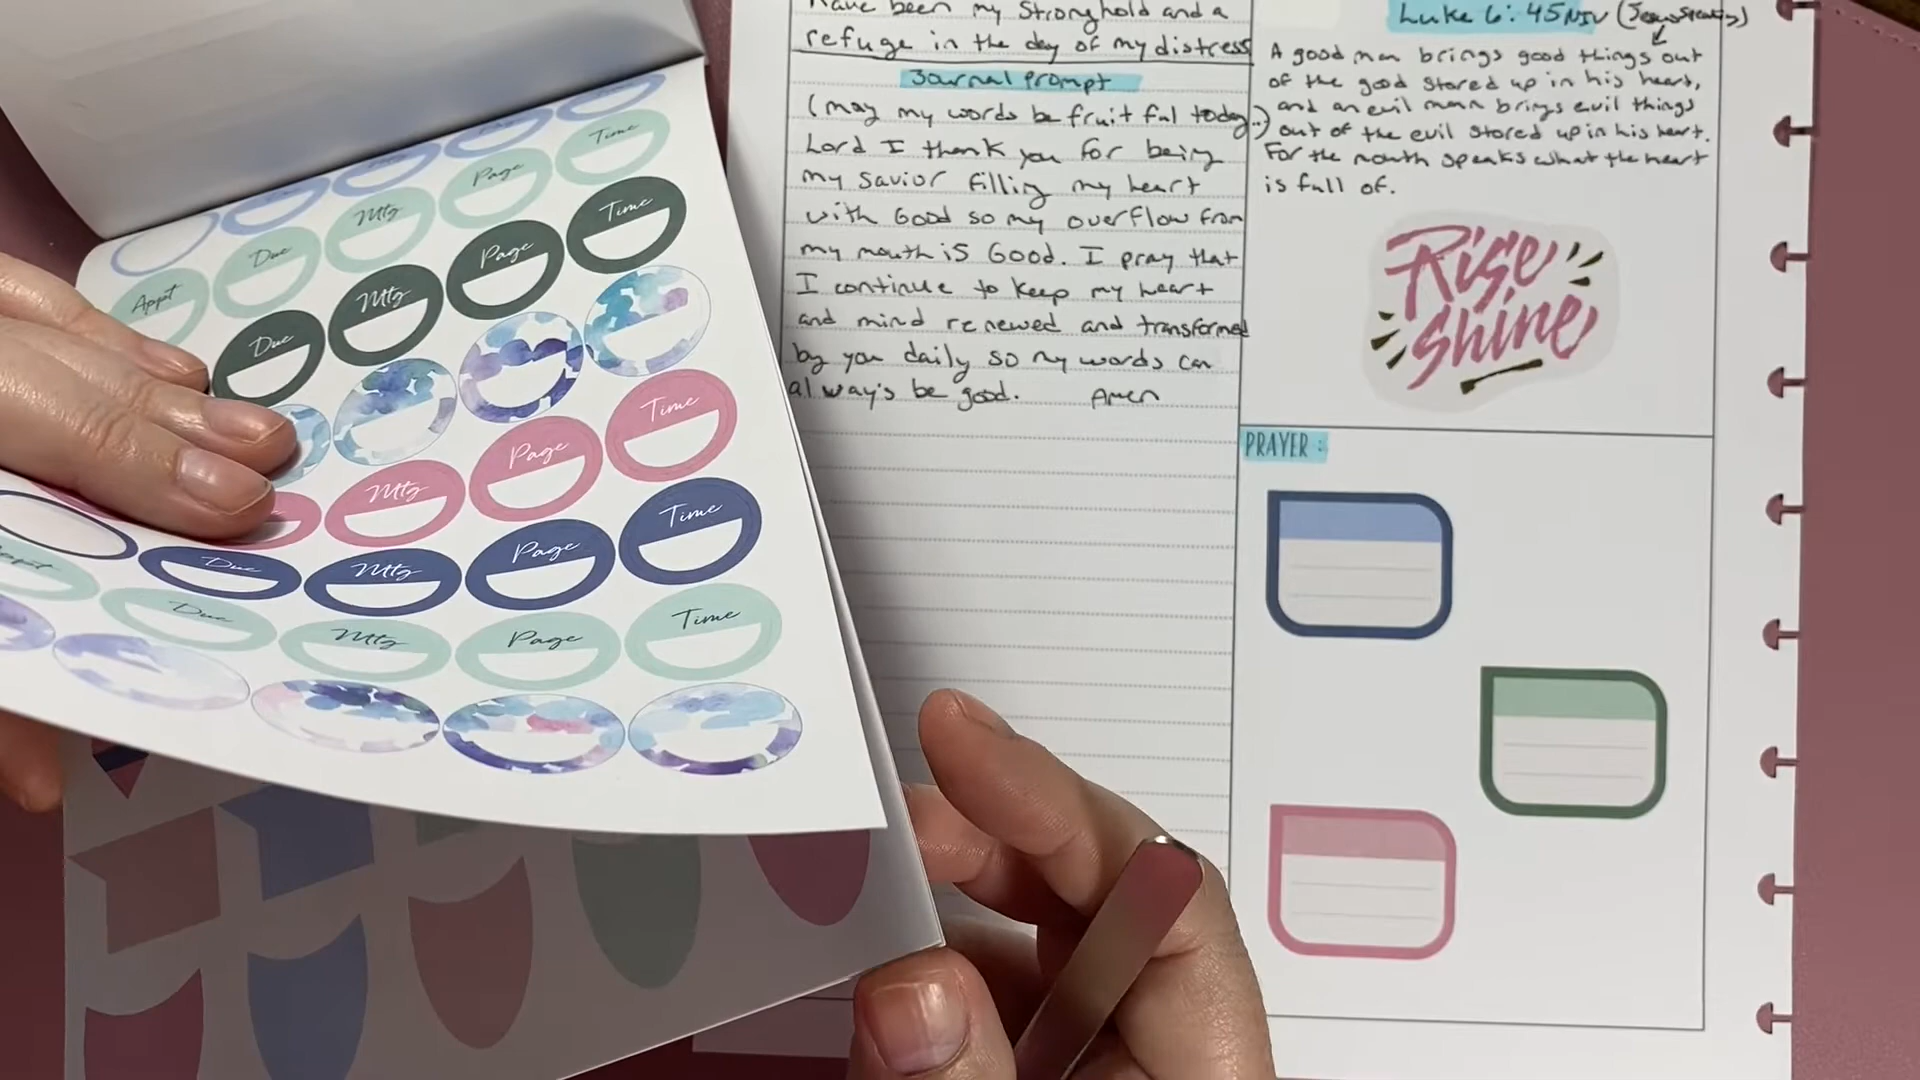 have been my stronghold and a
refuge in the day of my distress
Journal Prompt
(may my words be fruitful today..)
Lord I thank you for being
my savior filling my heart
with Good so my overflow from
my mouth is Good. I pray that
I continue to keep my heart
and mind renewed and transformed
by you daily so my words can
always be good. Amen
Luke 6:45 NIV (Jesus Speaking)
A good man brings good things out
of the good stored up in his heart,
and an evil man brings evil things
out of the evil stored up in his heart.
For the mouth speaks what the heart
is full of.
Rise
Shine
PRAYER:
Time
Appt Due Mtg Page
Due Mtg Page Time
Mtg Page Time
Due Mtg Page Time
Appt Due Mtg Page Time